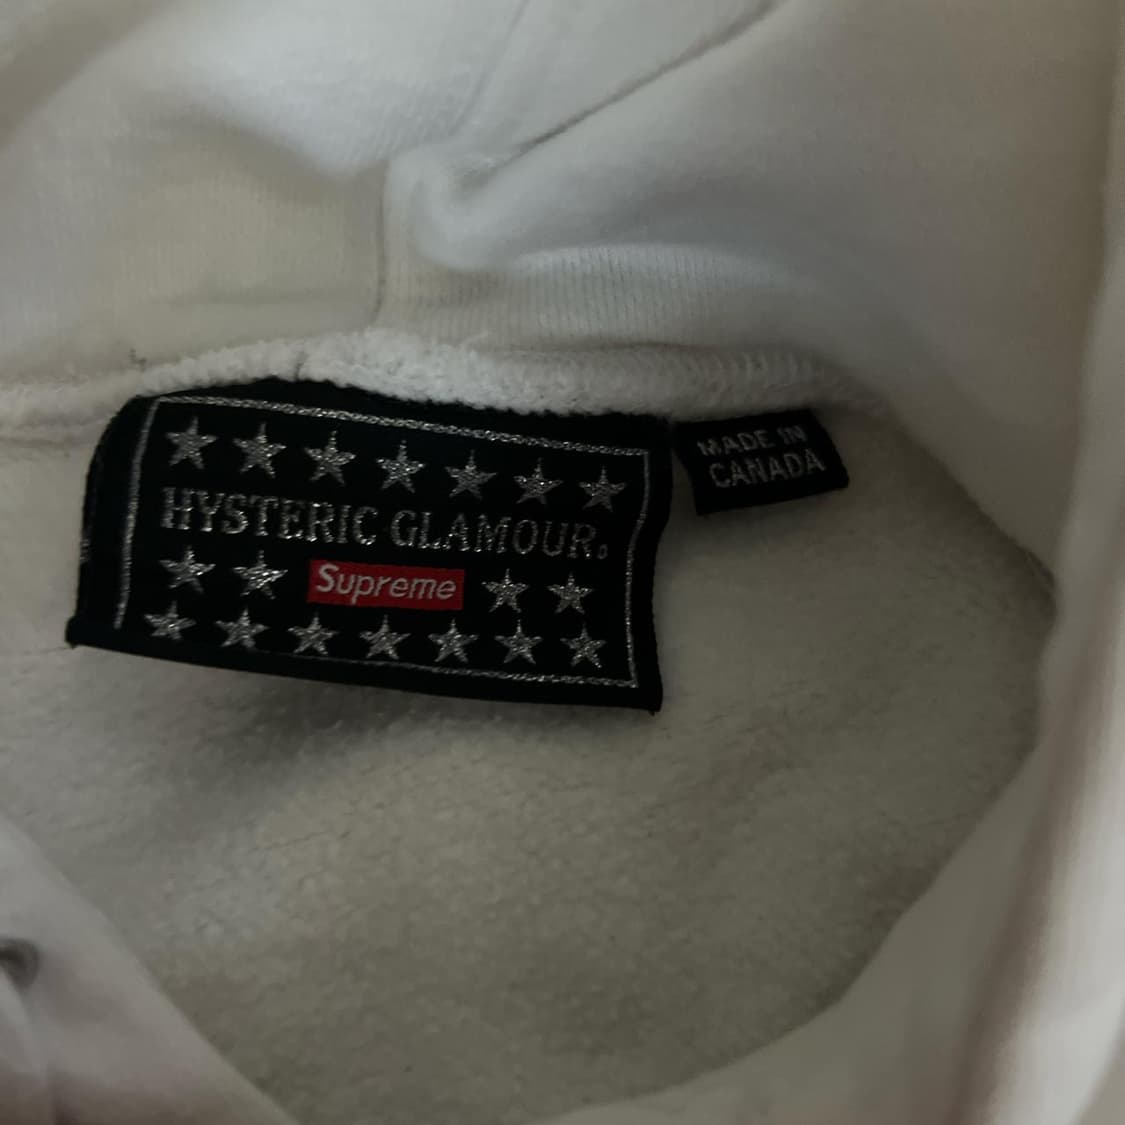 HYSTERIC GLAMOUR.
Supreme
MADE IN
CANADA